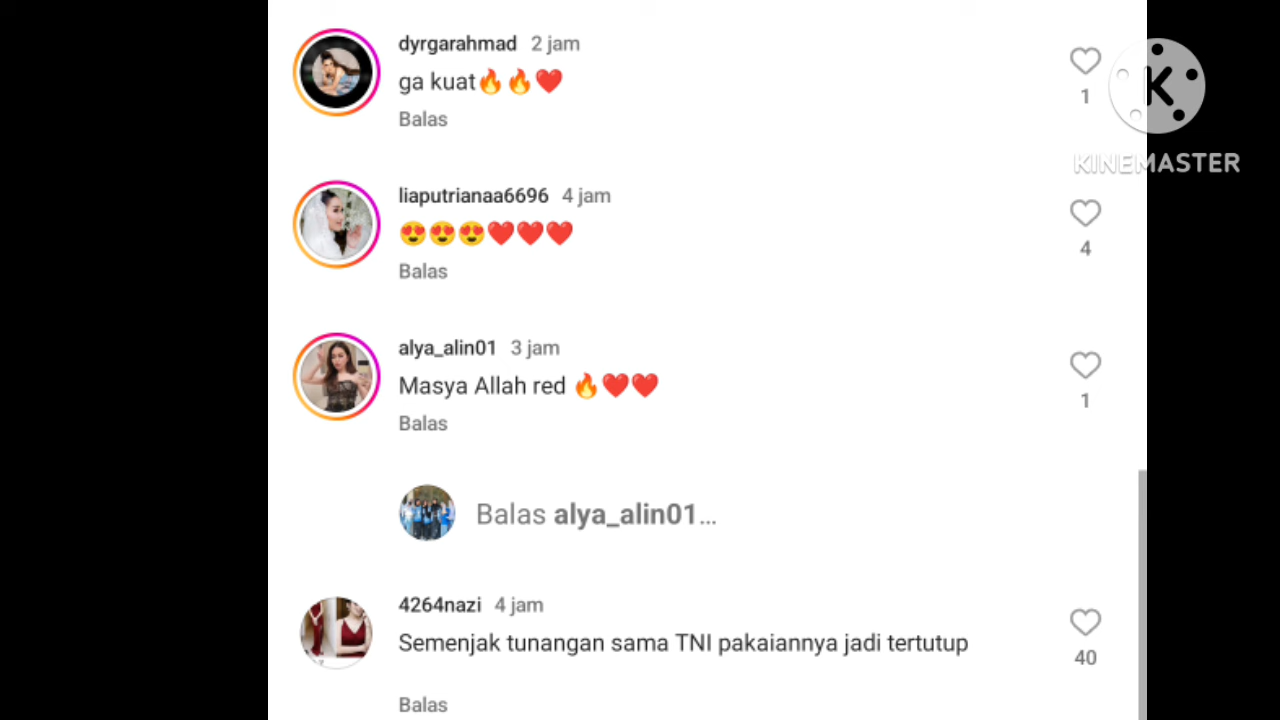 dyrgarahmad 2 jam
ga kuat🔥🔥❤️
1
Balas
K
KINEMASTER
liaputrianaa6696 4 jam
😍😍😍❤️❤️❤️
4
Balas
alya_alin01 3 jam
Masya Allah red 🔥❤️❤️
1
Balas
Balas alya_alin01...
4264nazi 4 jam
Semenjak tunangan sama TNI pakaiannya jadi tertutup
40
Balas